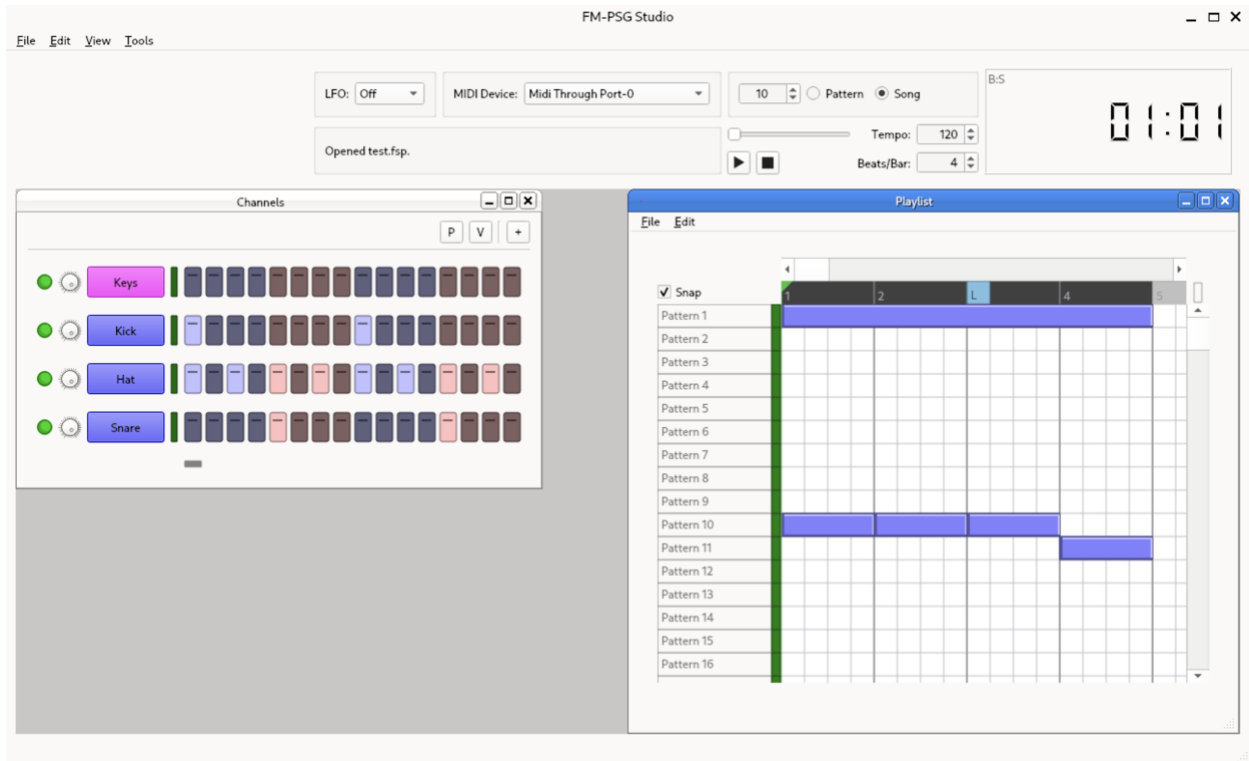 FM-PSG Studio
File Edit View Tools
LFO: Off MIDI Device: Midi Through Port-0 10 Pattern Song
B:S
01:01
Opened test.fsp.
Tempo: 120
Beats/Bar: 4
Channels
P V +
Keys
Kick
Hat
Snare
Playlist
File Edit
Snap 1 2 L 4 5
Pattern 1
Pattern 2
Pattern 3
Pattern 4
Pattern 5
Pattern 6
Pattern 7
Pattern 8
Pattern 9
Pattern 10
Pattern 11
Pattern 12
Pattern 13
Pattern 14
Pattern 15
Pattern 16